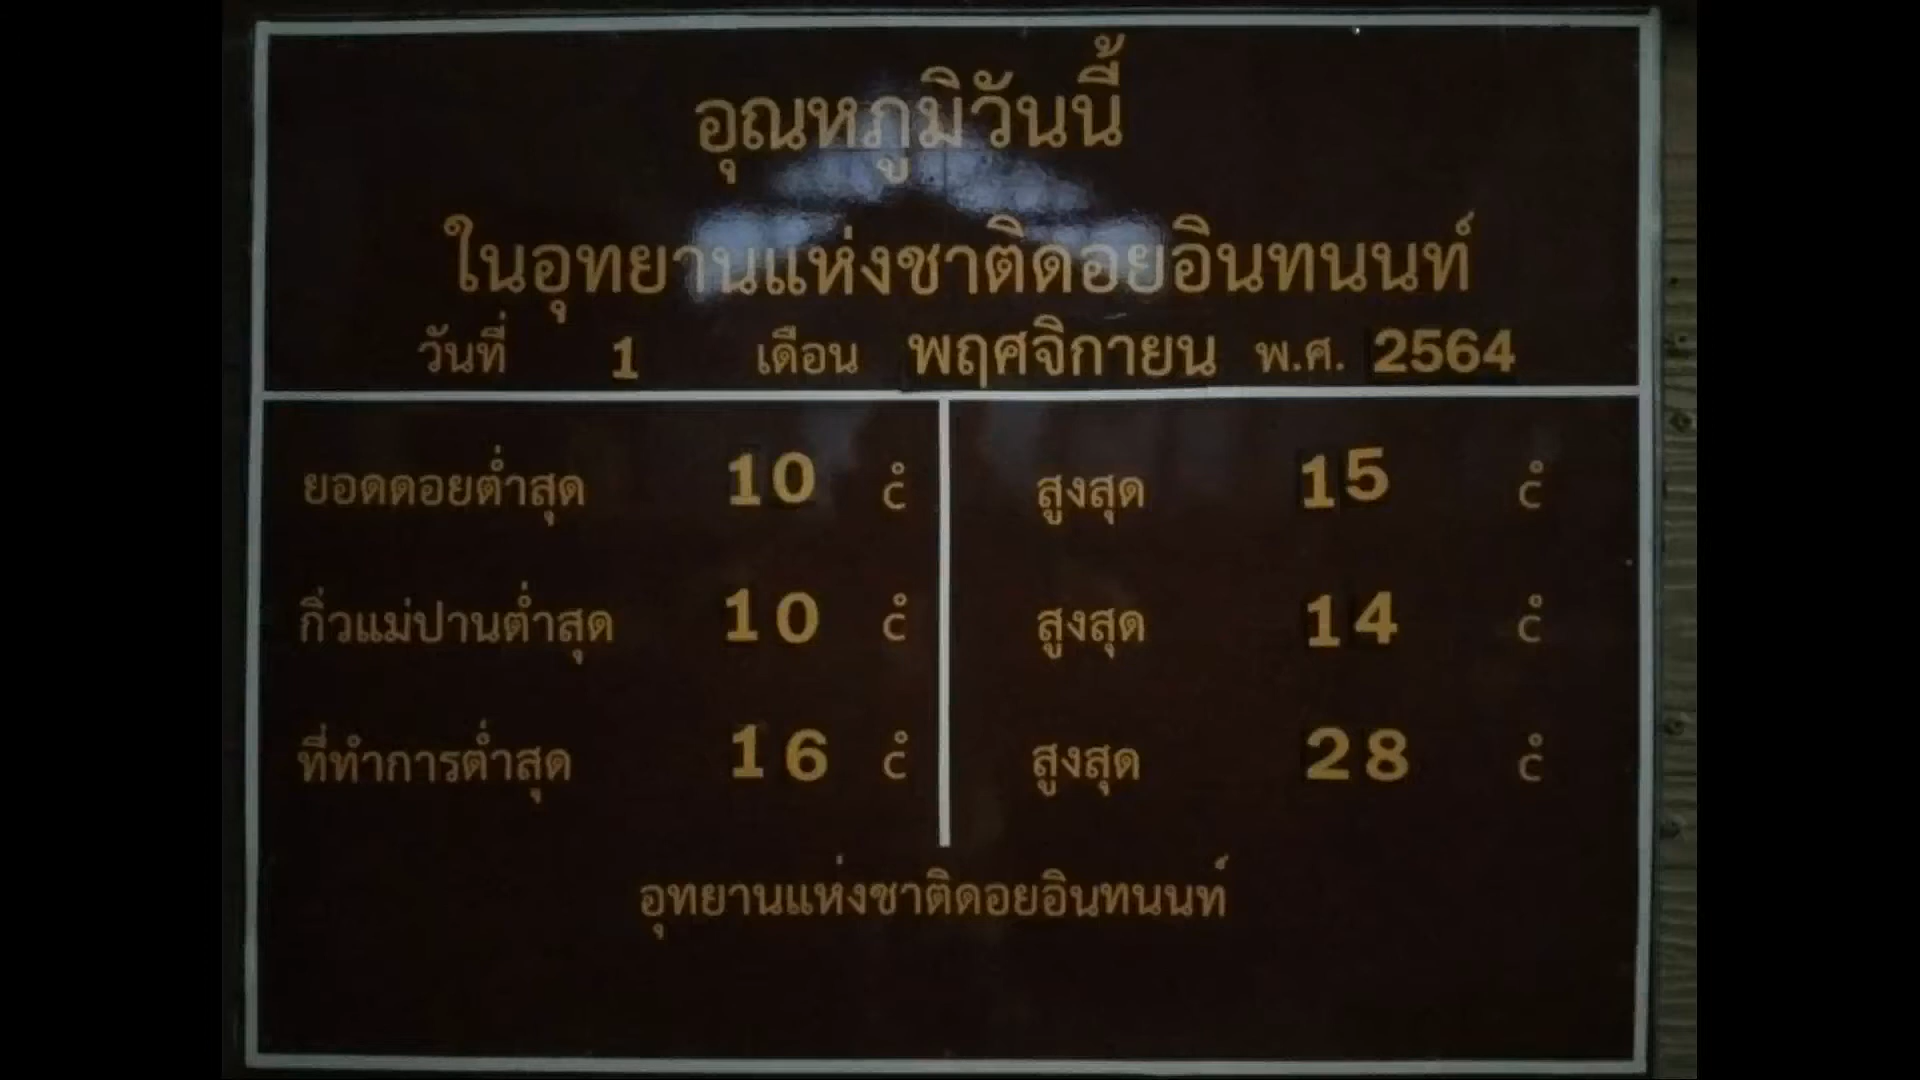 อุณหภูมิวันนี้
ในอุทยานแห่งชาติดอยอินทนนท์
วันที่ 1 เดือน พฤศจิกายน พ.ศ. 2564
ยอดดอยต่ำสุด 10 °C สูงสุด 15 °C
กิ่วแม่ปานต่ำสุด 10 °C สูงสุด 14 °C
ที่ทำการต่ำสุด 16 °C สูงสุด 28 °C
อุทยานแห่งชาติดอยอินทนนท์